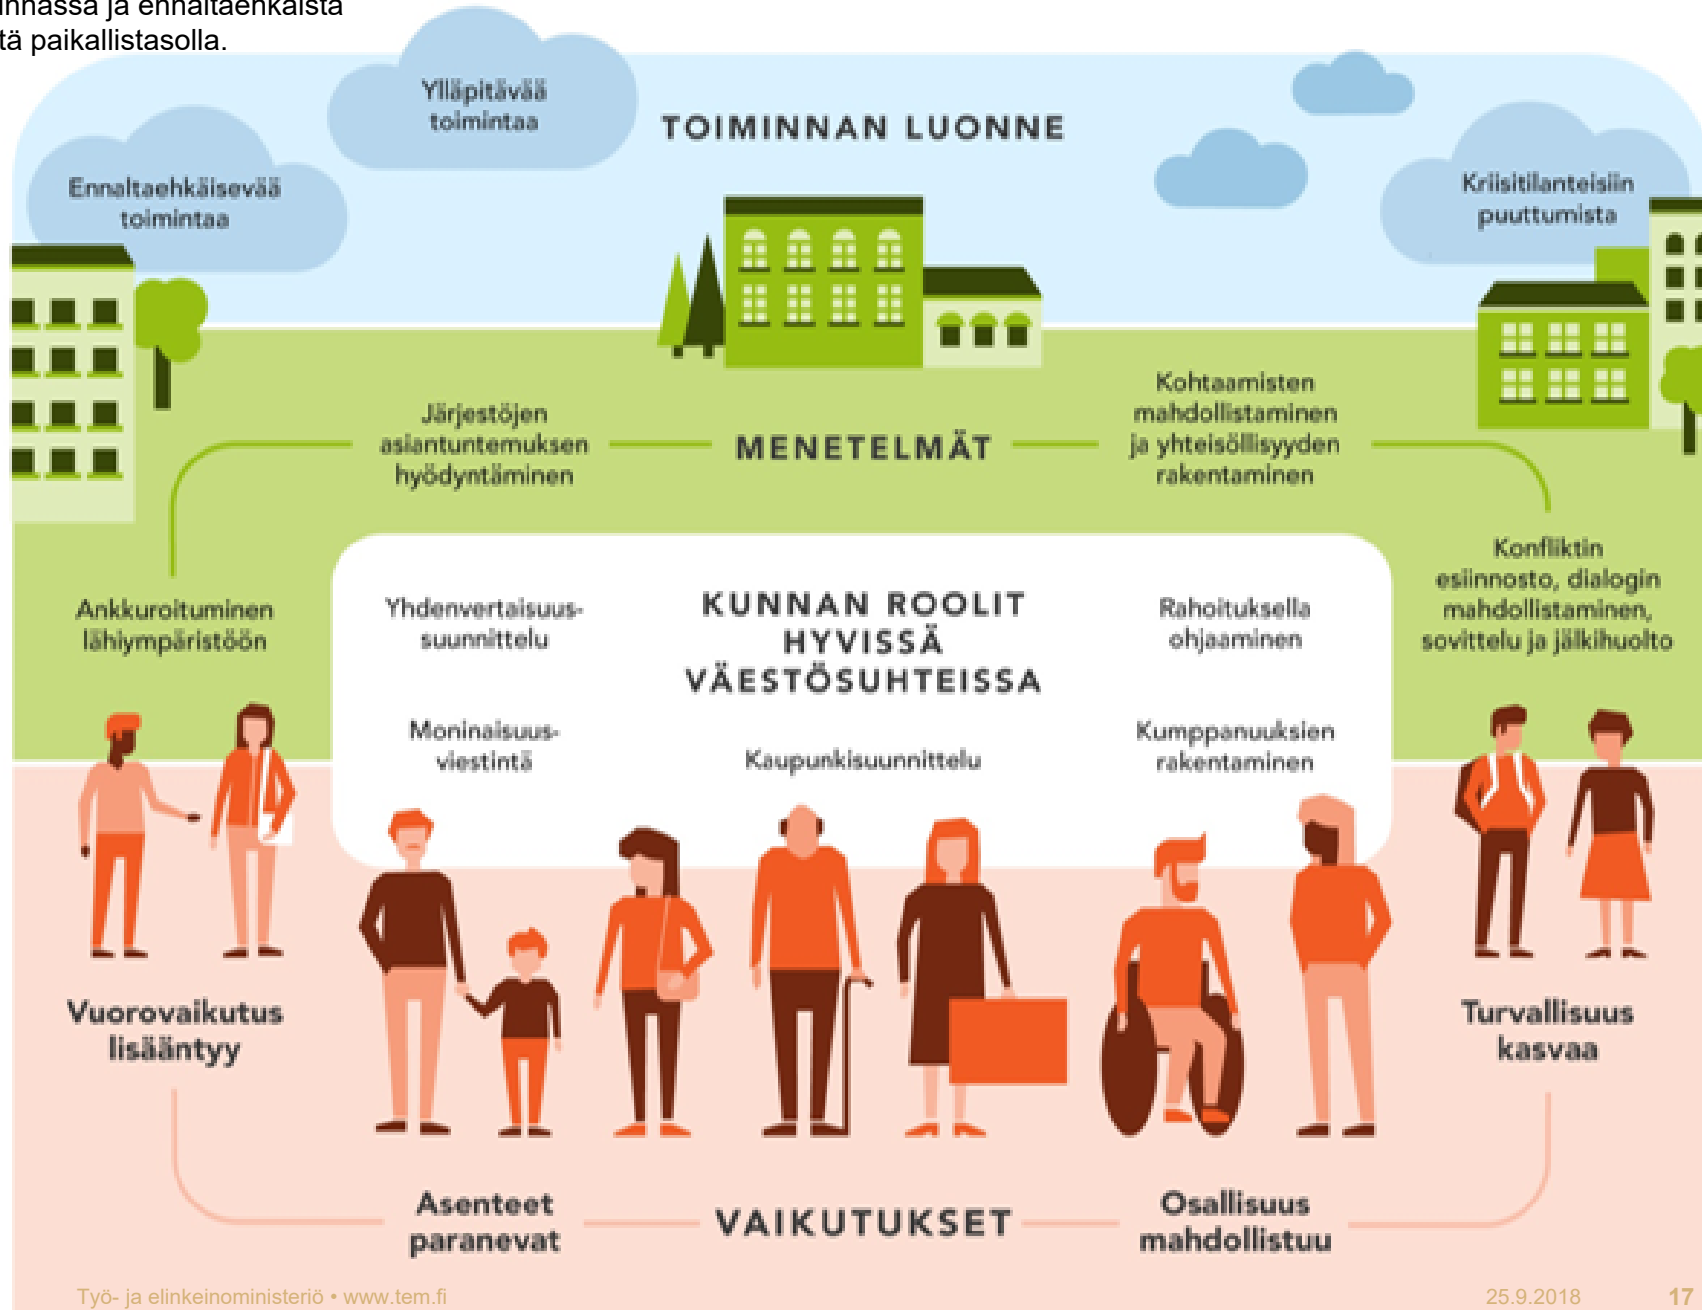 ja ennaltaehkäistä
paikallistasolla.
Ylläpitävää
toimintaa
TOIMINNAN LUONNE
Ennaltaehkäisevää
toimintaa
Kriisitilanteisiin
puuttumista
Järjestöjen
asiantuntemuksen
hyödyntäminen
MENETELMÄT
Kohtaamisten
mahdollistaminen
ja yhteisöllisyyden
rakentaminen
Ankkuroituminen
lähiympäristöön
Konfliktin
esiinnosto, dialogin
mahdollistaminen,
sovittelu ja jälkihuolto
Yhdenvertaisuus-
suunnittelu
KUNNAN ROOLIT
HYVISSÄ
VÄESTÖSUHTEISSA
Rahoituksella
ohjaaminen
Moninaisuus-
viestintä
Kaupunkisuunnittelu
Kumppanuuksien
rakentaminen
Vuorovaikutus
lisääntyy
Turvallisuus
kasvaa
Asenteet
paranevat
VAIKUTUKSET
Osallisuus
mahdollistuu
Työ- ja elinkeinoministeriö • www.tem.fi
25.9.2018
17